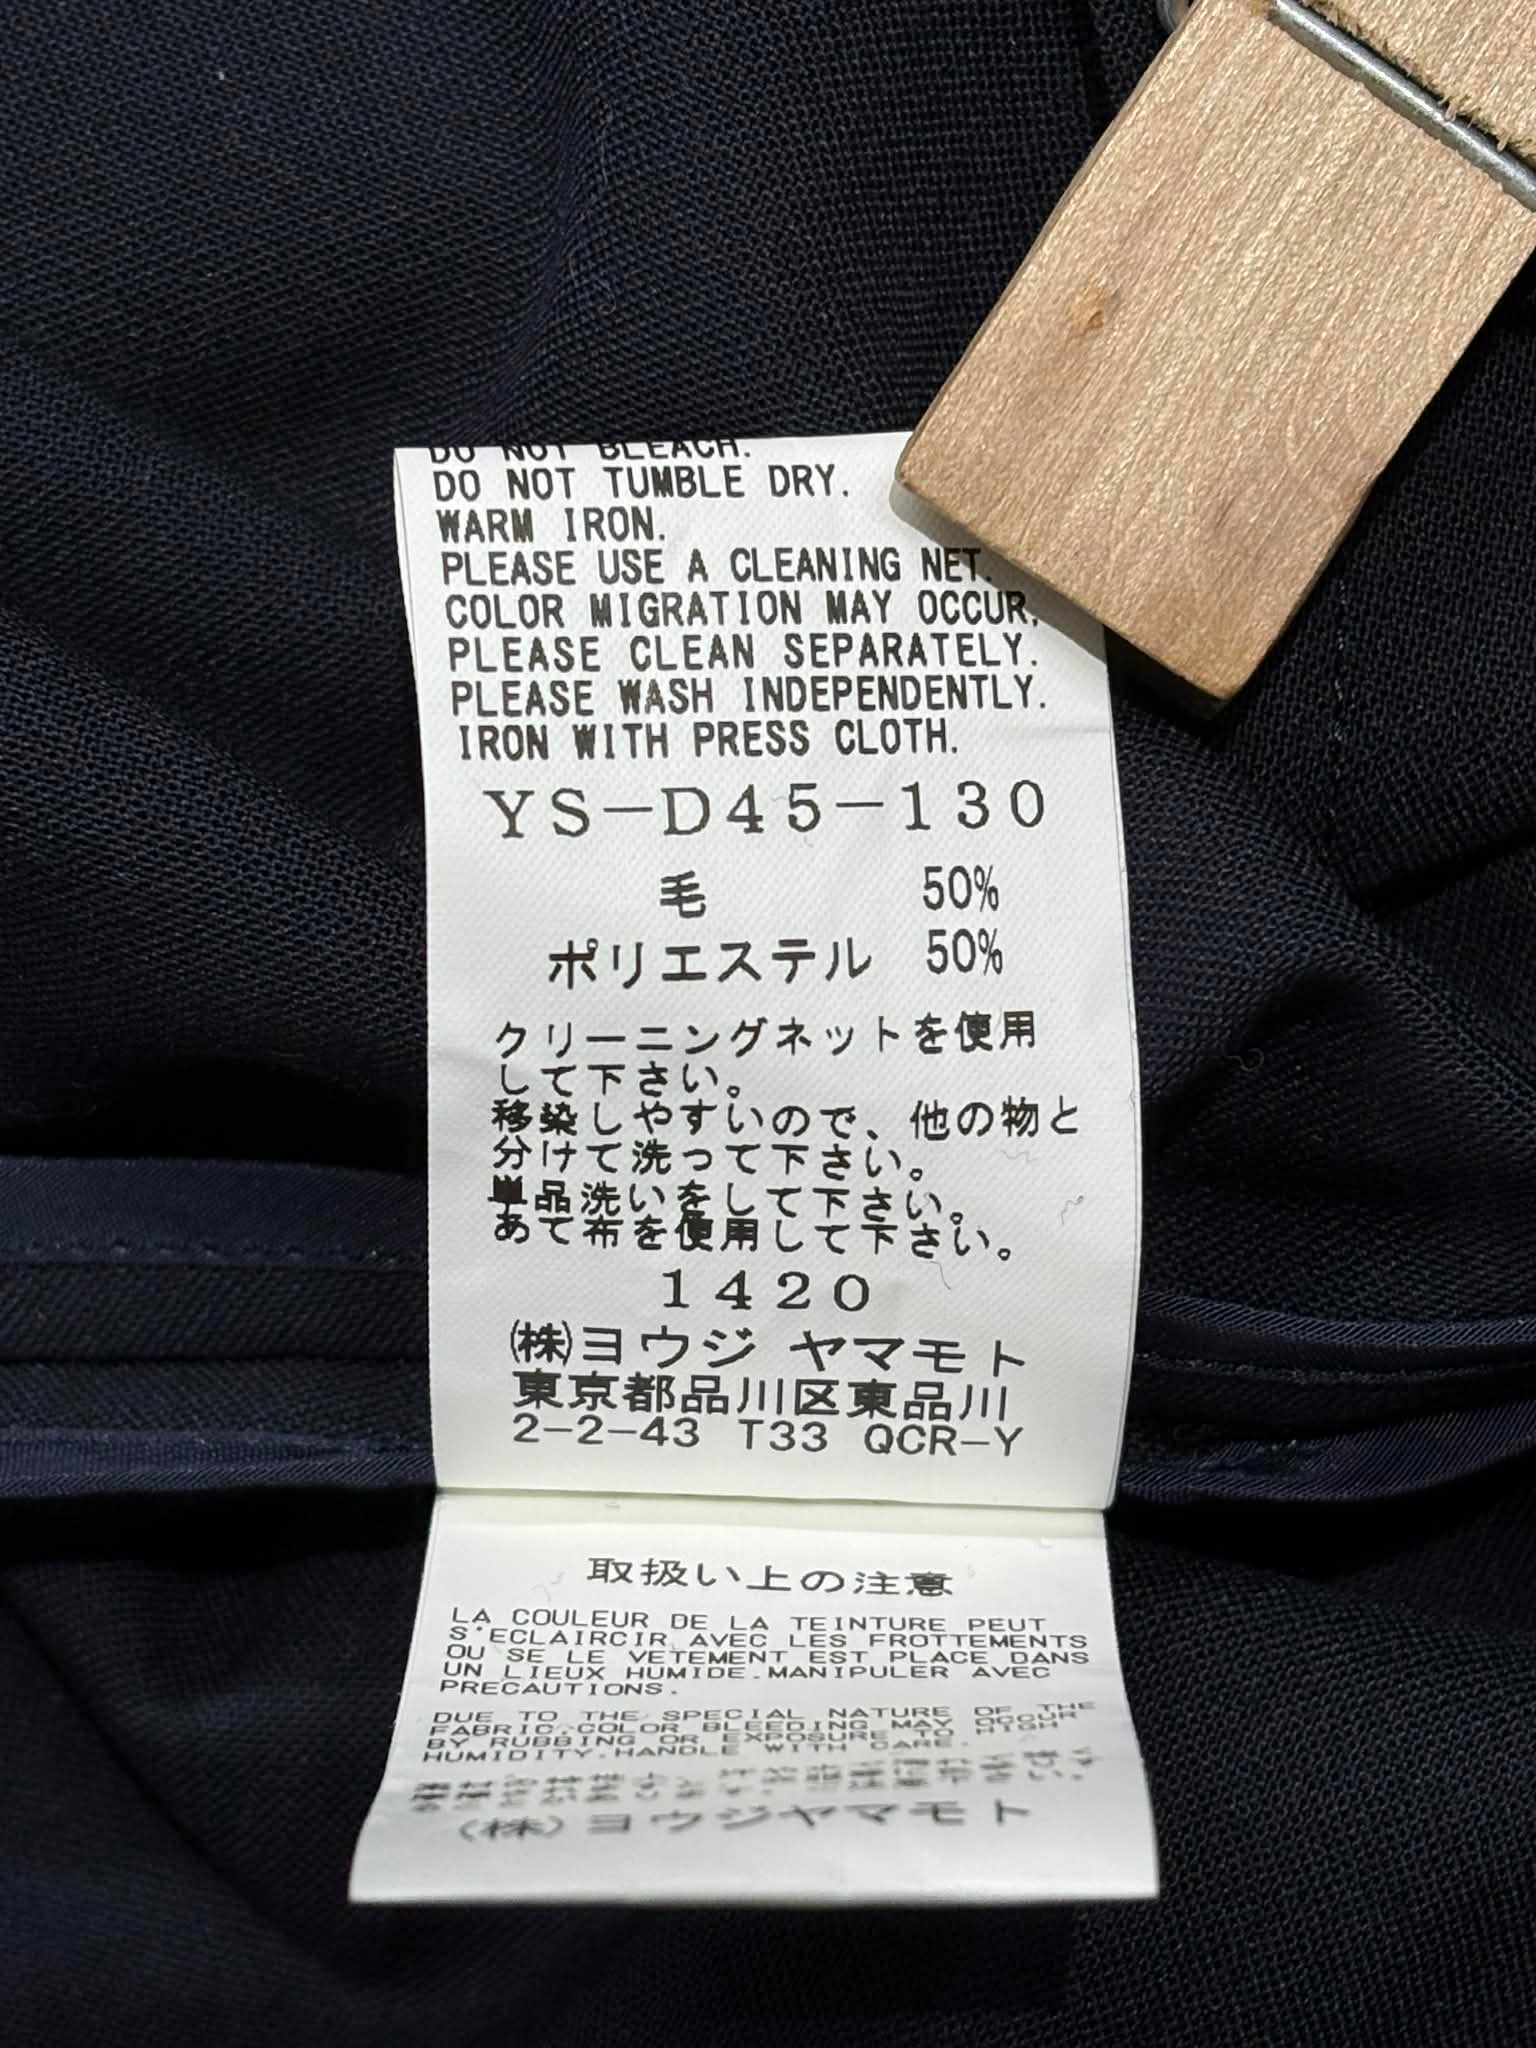 DO NOT BLEACH.
DO NOT TUMBLE DRY.
WARM IRON.
PLEASE USE A CLEANING NET.
COLOR MIGRATION MAY OCCUR,
PLEASE CLEAN SEPARATELY.
PLEASE WASH INDEPENDENTLY.
IRON WITH PRESS CLOTH.
YS-D45-130
毛 50%
ポリエステル 50%
クリーニングネットを使用
して下さい。
移染しやすいので、他の物と
分けて洗って下さい。
単品洗いをして下さい。
あて布を使用して下さい。
1420
㈱ヨウジ ヤマモト
東京都品川区東品川
2-2-43 T33 QCR-Y
取扱い上の注意
LA COULEUR DE LA TEINTURE PEUT
S'ECLAIRCIR AVEC LES FROTTEMENTS
OU SE LE VETEMENT EST PLACE DANS
UN LIEUX HUMIDE.MANIPULER AVEC
PRECAUTIONS.
DUE TO THE SPECIAL NATURE OF THE
FABRIC.COLOR BLEEDING MAY OCCUR
BY RUBBING OR EXPOSURE TO HIGH
HUMIDITY.HANDLE WITH CARE.
(株)ヨウジヤマモト